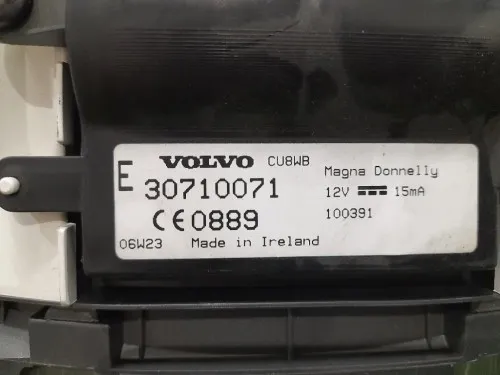 VOLVO CU8WB
E 30710071
CE0889
06W23 Made in Ireland
Magna Donnelly
12V ⎓ 15mA
100391